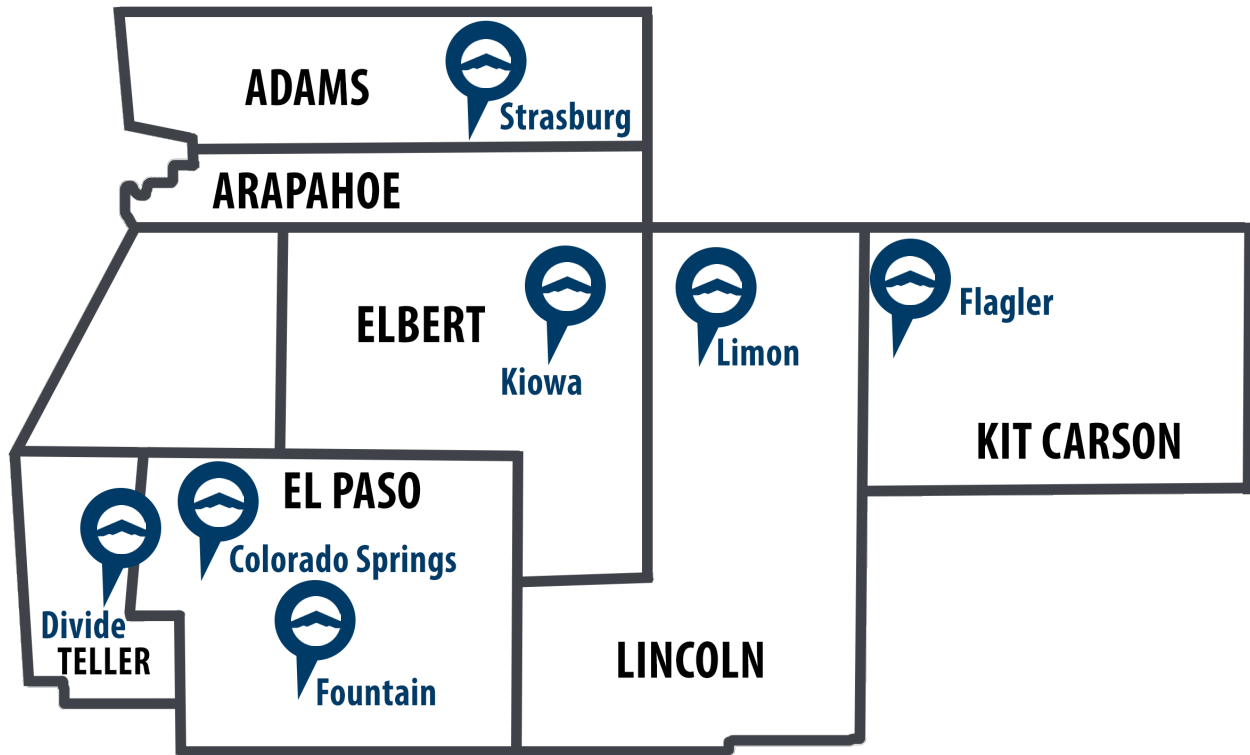 ADAMS
Strasburg
ARAPAHOE
ELBERT
Kiowa
Limon
Flagler
KIT CARSON
EL PASO
Colorado Springs
Divide
TELLER
Fountain
LINCOLN